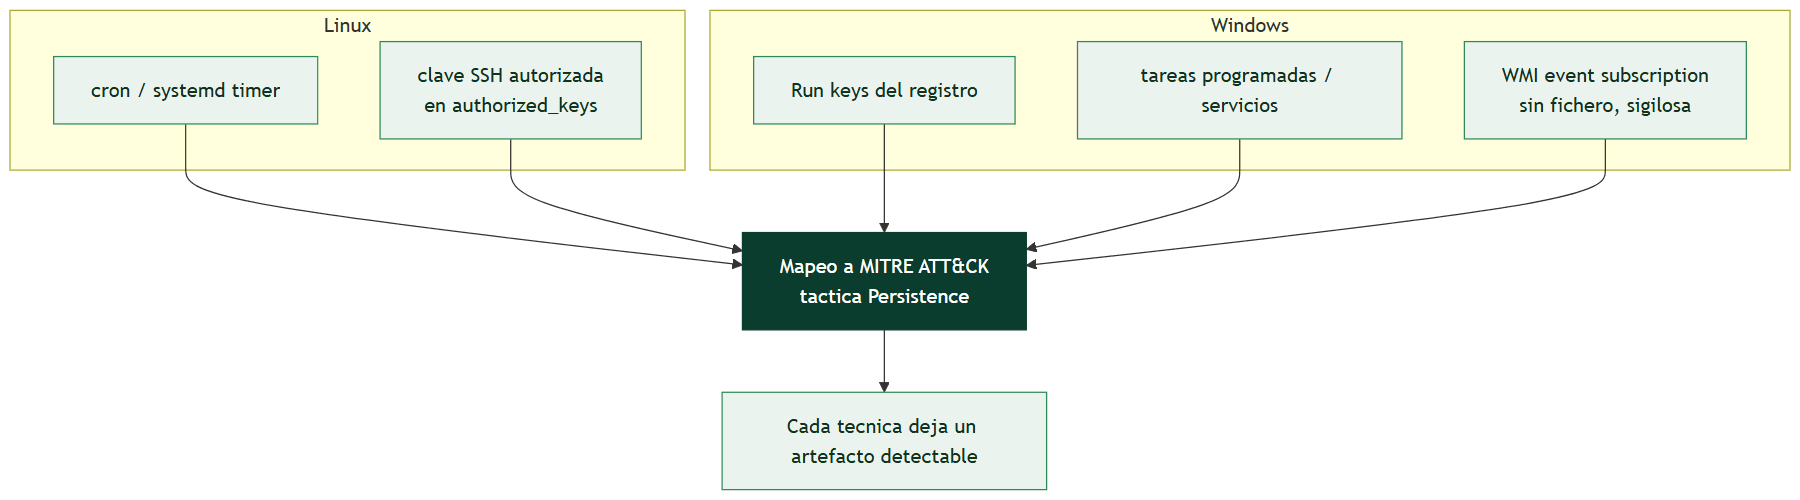 Linux
cron / systemd timer
clave SSH autorizada
en authorized_keys
Windows
Run keys del registro
tareas programadas /
servicios
WMI event subscription
sin fichero, sigilosa
Mapeo a MITRE ATT&CK
tactica Persistence
Cada tecnica deja un
artefacto detectable